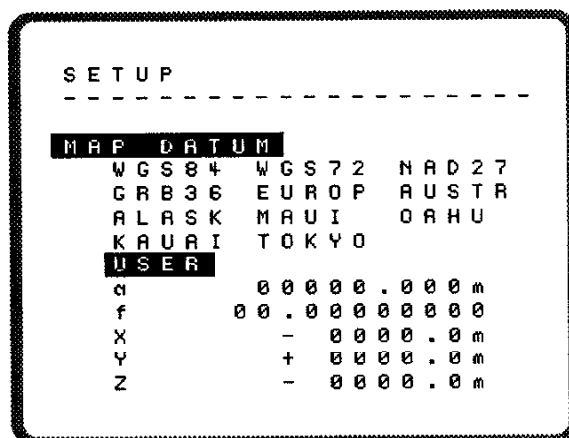 SETUP
MAP DATUM
WGS84 WGS72 NAD27
GRB36 EUROP AUSTR
ALASK MAUI OAHU
KAUAI TOKYO
USER
a 00000.000m
f 00.00000000
X - 0000.0m
Y + 0000.0m
Z - 0000.0m